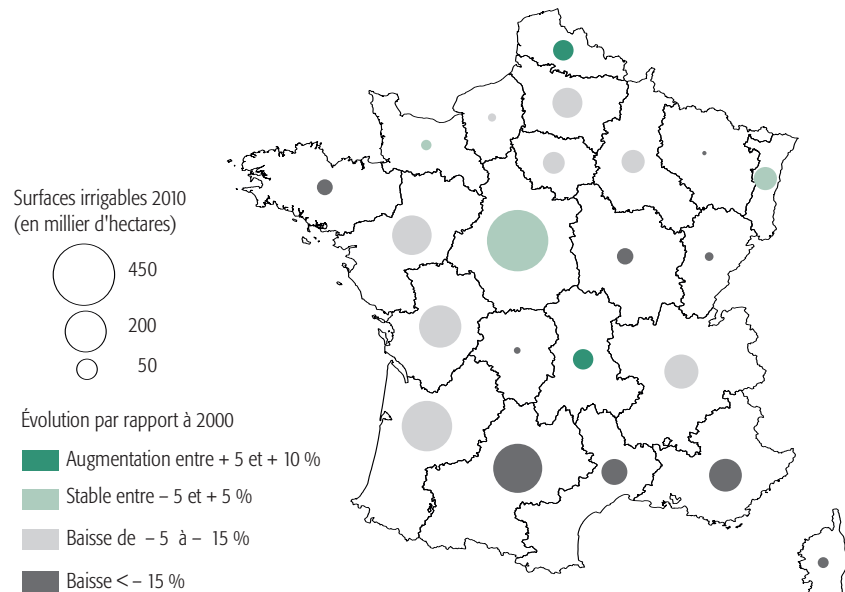 Surfaces irrigables 2010
(en millier d'hectares)
450
200
50
Évolution par rapport à 2000
Augmentation entre + 5 et + 10 %
Stable entre – 5 et + 5 %
Baisse de – 5 à – 15 %
Baisse < – 15 %